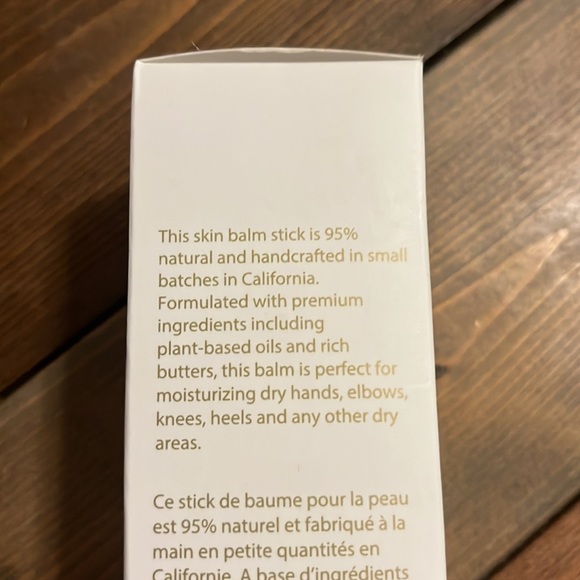 This skin balm stick is 95%
natural and handcrafted in small
batches in California.
Formulated with premium
ingredients including
plant-based oils and rich
butters, this balm is perfect for
moisturizing dry hands, elbows,
knees, heels and any other dry
areas.
Ce stick de baume pour la peau
est 95% naturel et fabriqué à la
main en petite quantités en
Californie. A base d'ingrédients